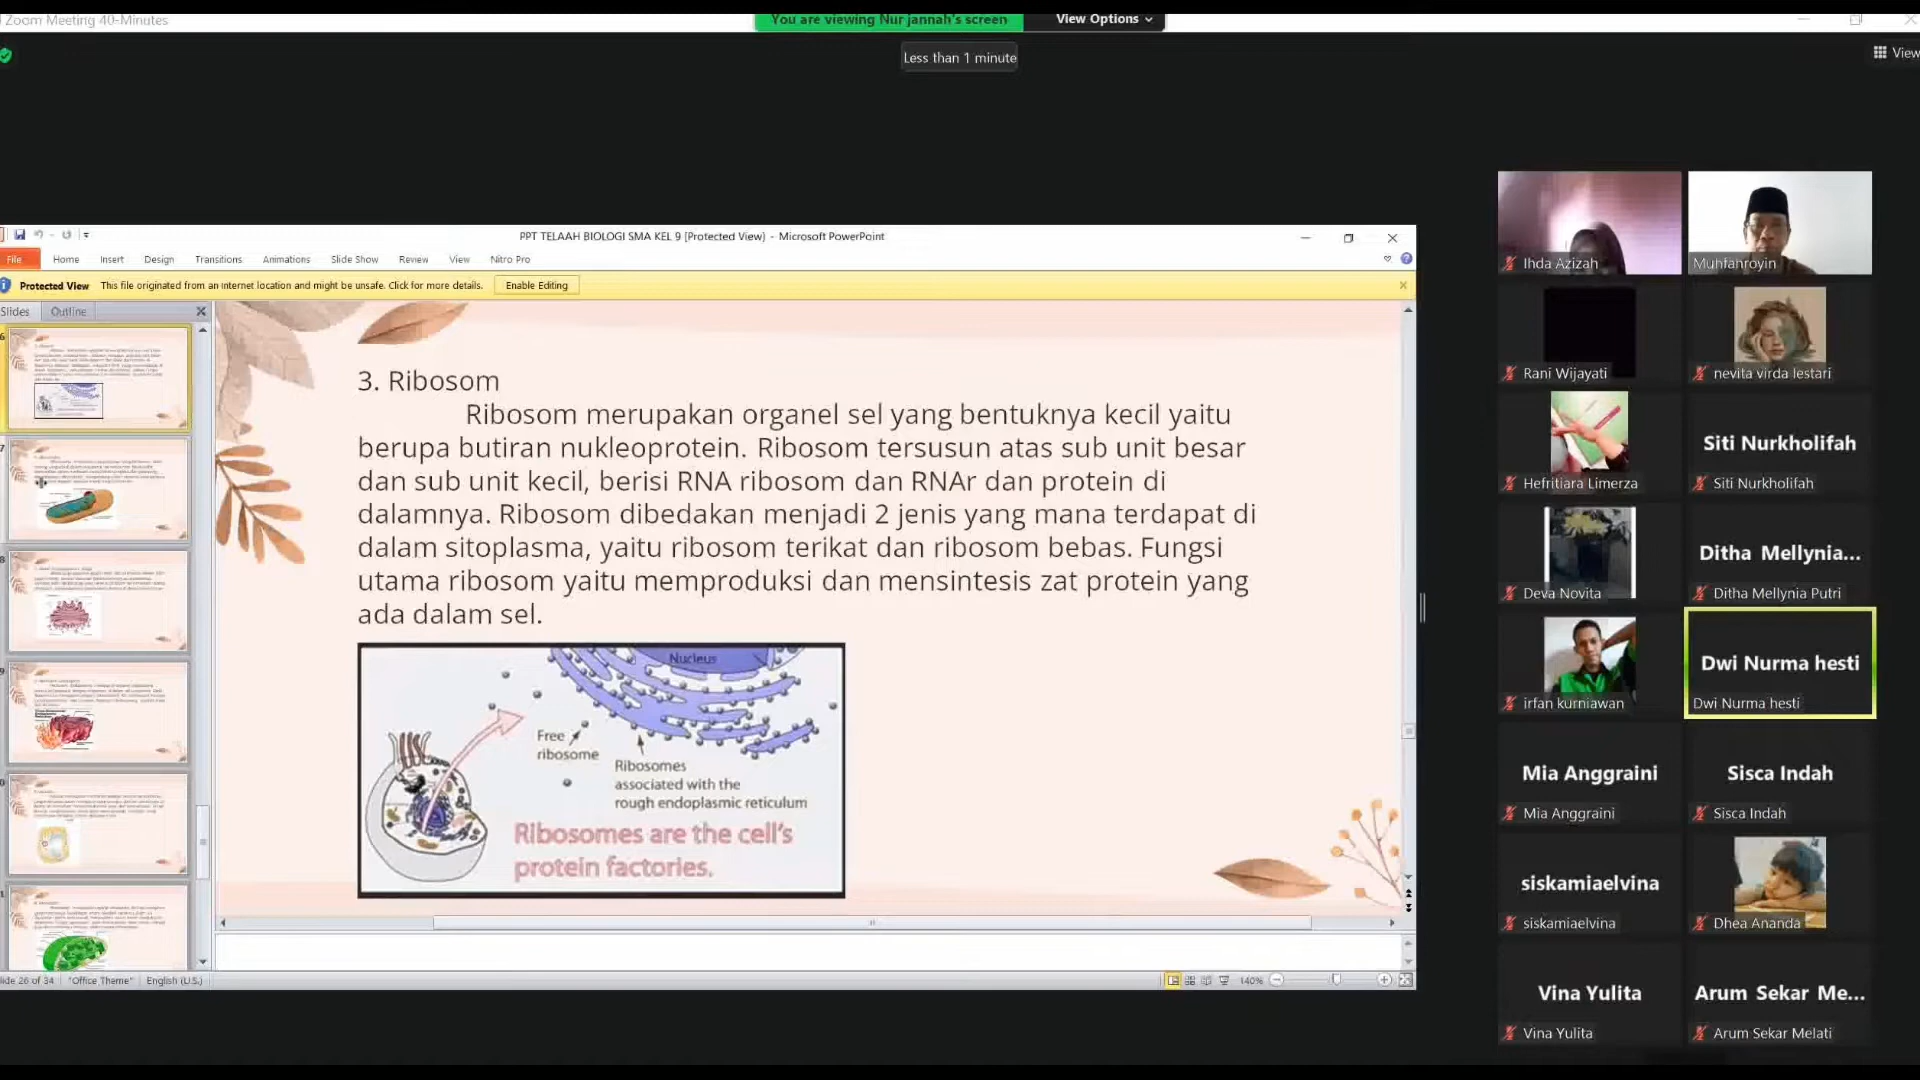 Zoom Meeting 40-Minutes
You are viewing Nur jannah's screen
View Options
Less than 1 minute
View
PPT TELAAH BIOLOGI SMA KEL 9 [Protected View] - Microsoft PowerPoint
File Home Insert Design Transitions Animations Slide Show Review View Nitro Pro
Protected View This file originated from an Internet location and might be unsafe. Click for more details. Enable Editing
Slides Outline
3. Ribosom
Ribosom merupakan organel sel yang bentuknya kecil yaitu
berupa butiran nukleoprotein. Ribosom tersusun atas sub unit besar
dan sub unit kecil, berisi RNA ribosom dan RNAr dan protein di
dalamnya. Ribosom dibedakan menjadi 2 jenis yang mana terdapat di
dalam sitoplasma, yaitu ribosom terikat dan ribosom bebas. Fungsi
utama ribosom yaitu memproduksi dan mensintesis zat protein yang
ada dalam sel.
Nucleus
Free
ribosome
Ribosomes
associated with the
rough endoplasmic reticulum
Ribosomes are the cell's
protein factories.
lide 26 of 34 "Office Theme" English (U.S.)
140%
Ihda Azizah
Muhfahroyin
Rani Wijayati
nevita virda lestari
Hefritiara Limerza
Siti Nurkholifah
Siti Nurkholifah
Deva Novita
Ditha Mellynia...
Ditha Mellynia Putri
irfan kurniawan
Dwi Nurma hesti
Dwi Nurma hesti
Mia Anggraini
Mia Anggraini
Sisca Indah
Sisca Indah
siskamiaelvina
siskamiaelvina
Dhea Ananda
Vina Yulita
Vina Yulita
Arum Sekar Me...
Arum Sekar Melati